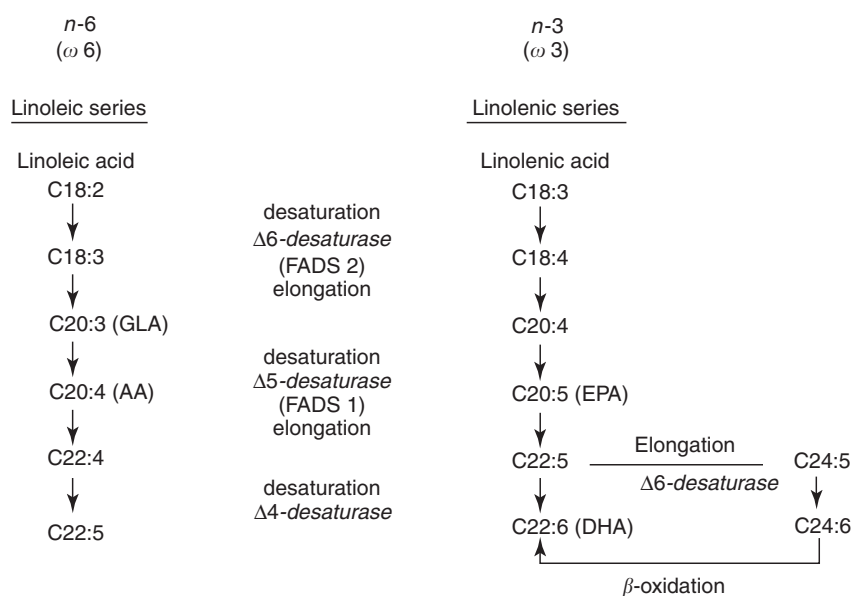 n-6
(ω 6)
Linoleic series
Linoleic acid
C18:2
C18:3
C20:3 (GLA)
C20:4 (AA)
C22:4
C22:5
desaturation
Δ6-desaturase
(FADS 2)
elongation
desaturation
Δ5-desaturase
(FADS 1)
elongation
desaturation
Δ4-desaturase
n-3
(ω 3)
Linolenic series
Linolenic acid
C18:3
C18:4
C20:4
C20:5 (EPA)
C22:5
C22:6 (DHA)
Elongation
Δ6-desaturase
C24:5
C24:6
β-oxidation